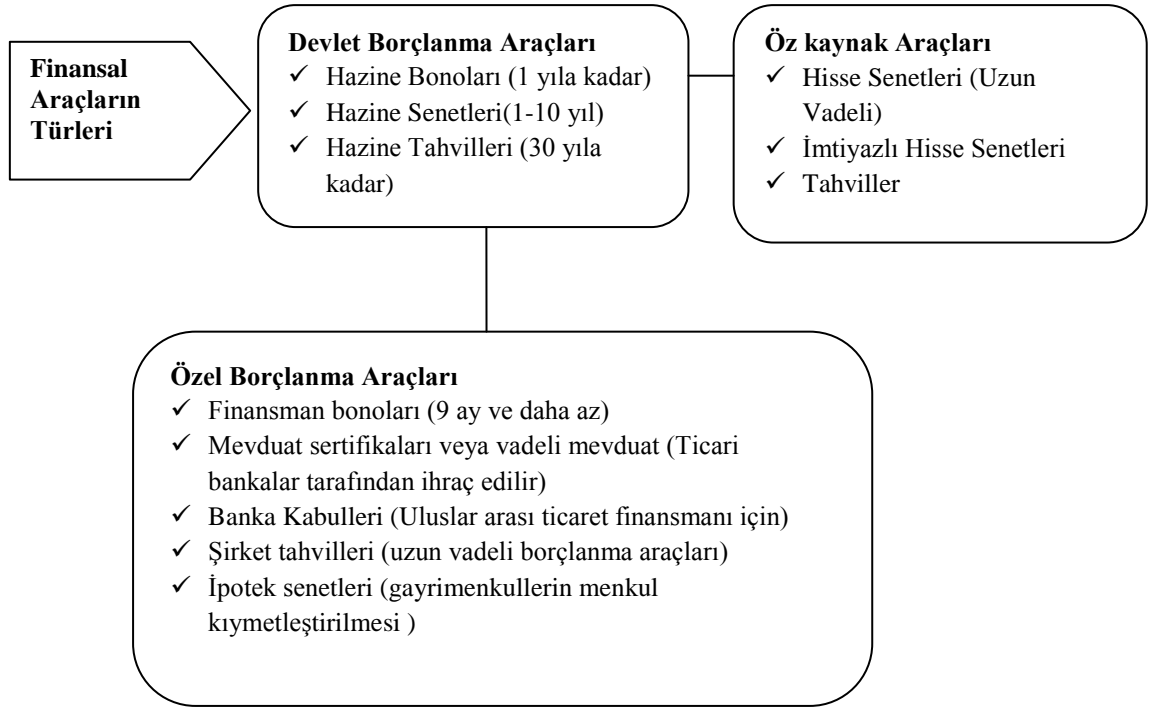 Finansal
Araçların
Türleri
Devlet Borçlanma Araçları
✓ Hazine Bonoları (1 yıla kadar)
✓ Hazine Senetleri(1-10 yıl)
✓ Hazine Tahvilleri (30 yıla
kadar)
Öz kaynak Araçları
✓ Hisse Senetleri (Uzun
Vadeli)
✓ İmtiyazlı Hisse Senetleri
✓ Tahviller
Özel Borçlanma Araçları
✓ Finansman bonoları (9 ay ve daha az)
✓ Mevduat sertifikaları veya vadeli mevduat (Ticari
bankalar tarafından ihraç edilir)
✓ Banka Kabulleri (Uluslar arası ticaret finansmanı için)
✓ Şirket tahvilleri (uzun vadeli borçlanma araçları)
✓ İpotek senetleri (gayrimenkullerin menkul
kıymetleştirilmesi )